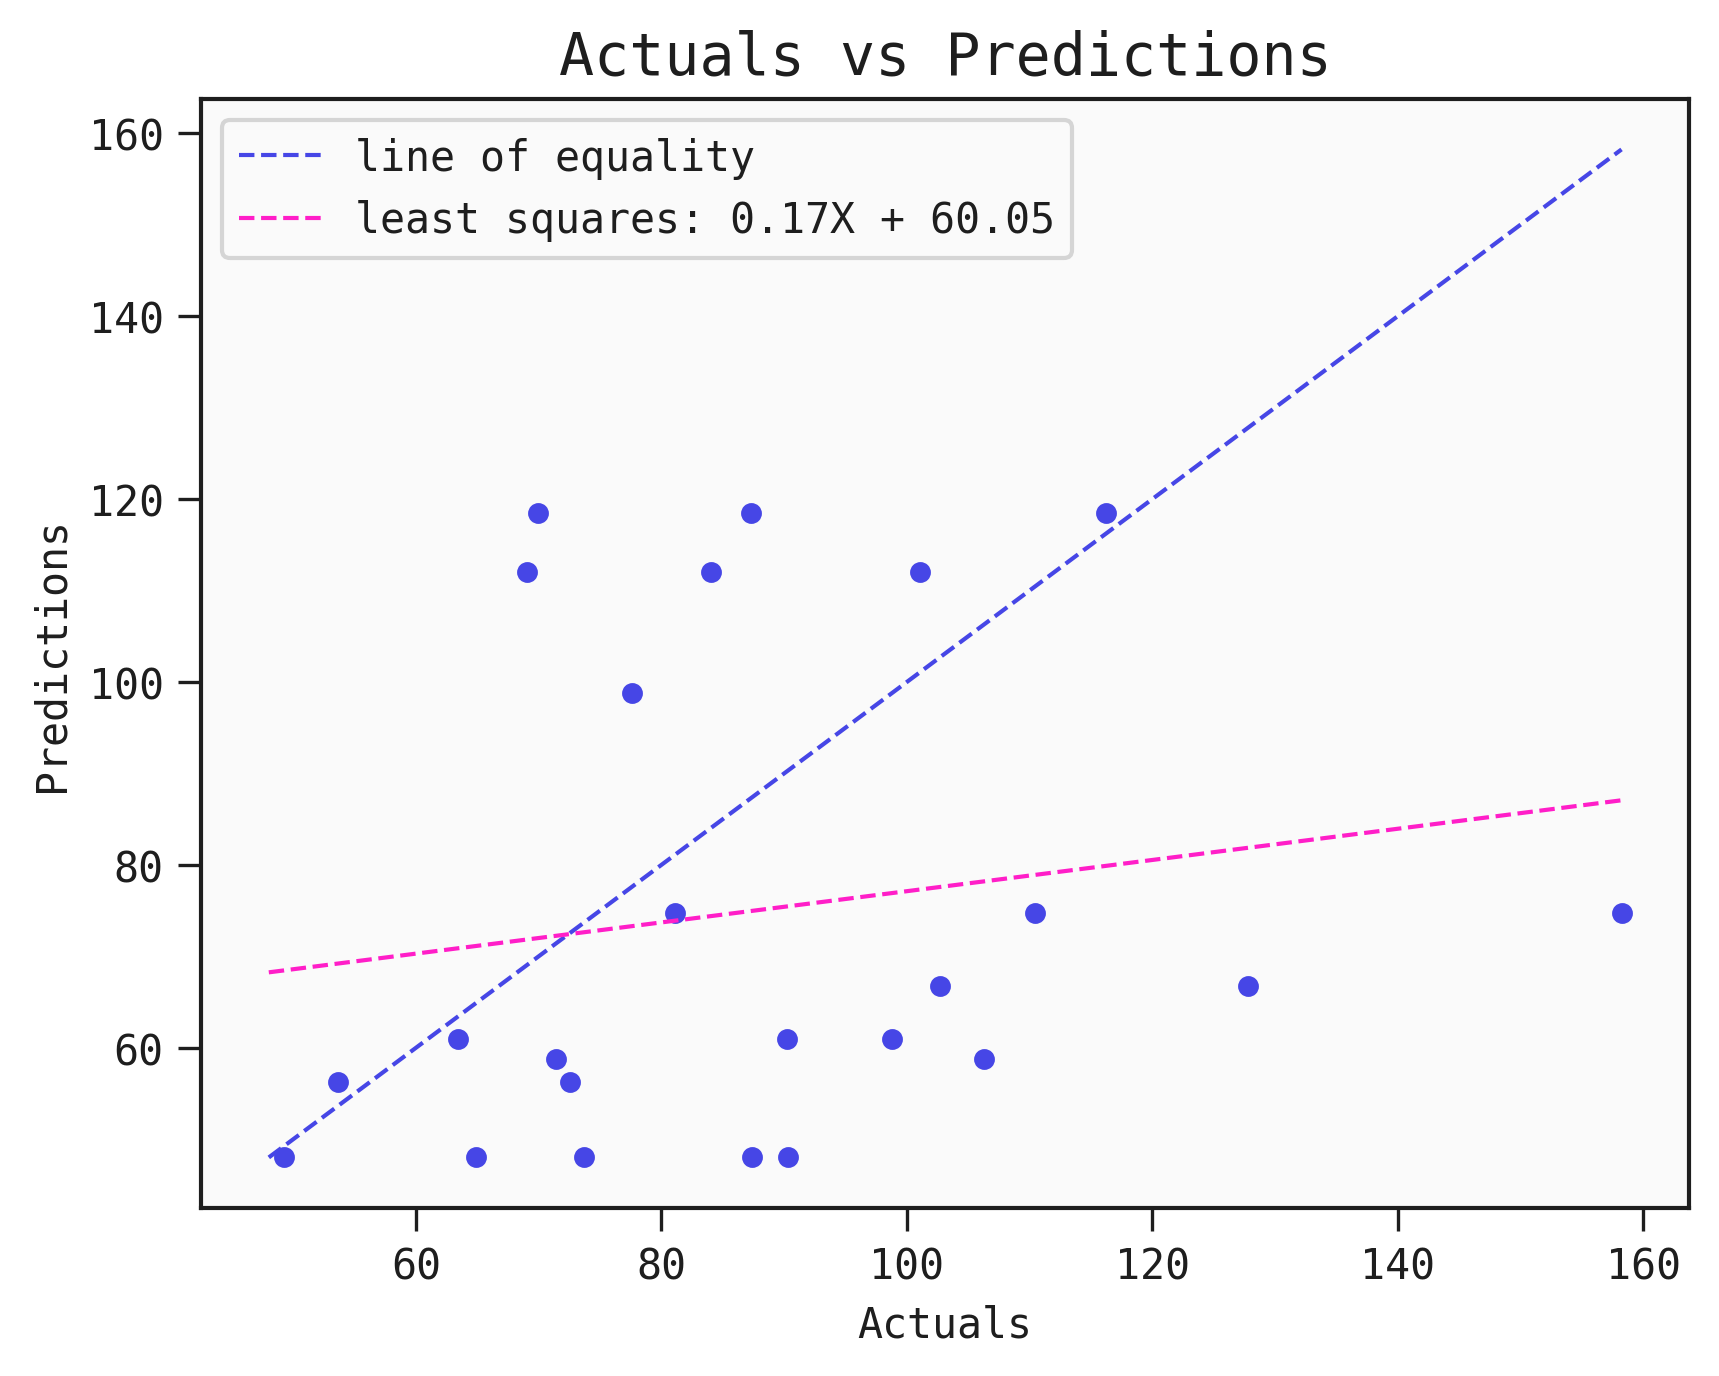 Actuals vs Predictions
line of equality
least squares: 0.17X + 60.05
160
140
120
100
80
60
Predictions
60 80 100 120 140 160
Actuals